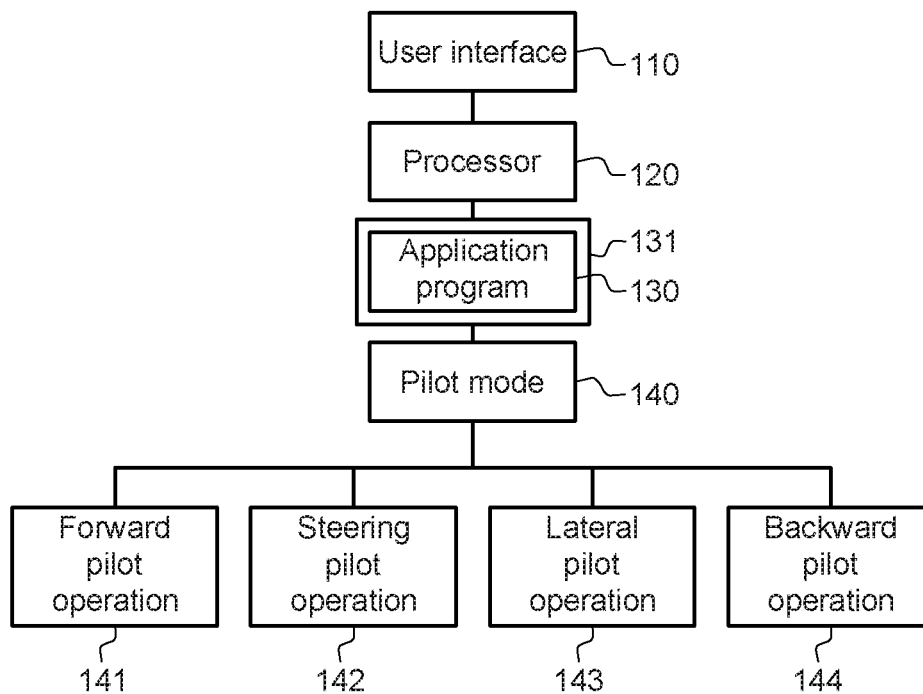 User interface
110
Processor
120
Application
program
131
130
Pilot mode
140
Forward
pilot
operation
Steering
pilot
operation
Lateral
pilot
operation
Backward
pilot
operation
141
142
143
144